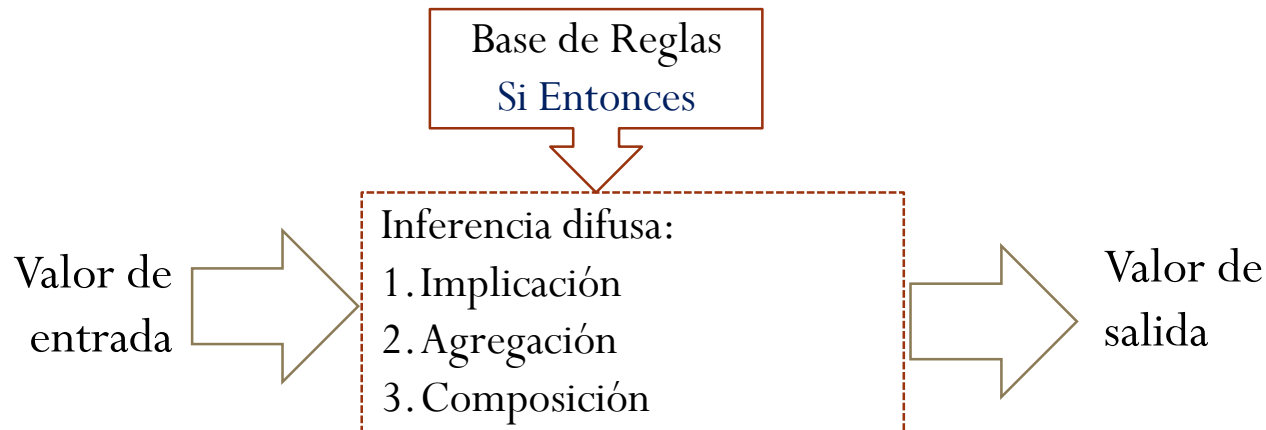 Base de Reglas
Si Entonces
Valor de
entrada
Inferencia difusa:
1. Implicación
2. Agregación
3. Composición
Valor de
salida